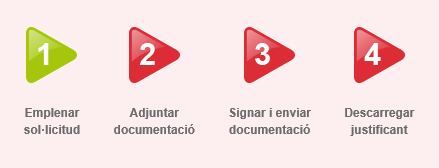 1 2 3 4
Emplenar Adjuntar Signar i enviar Descarregar
sol·licitud documentació documentació justificant